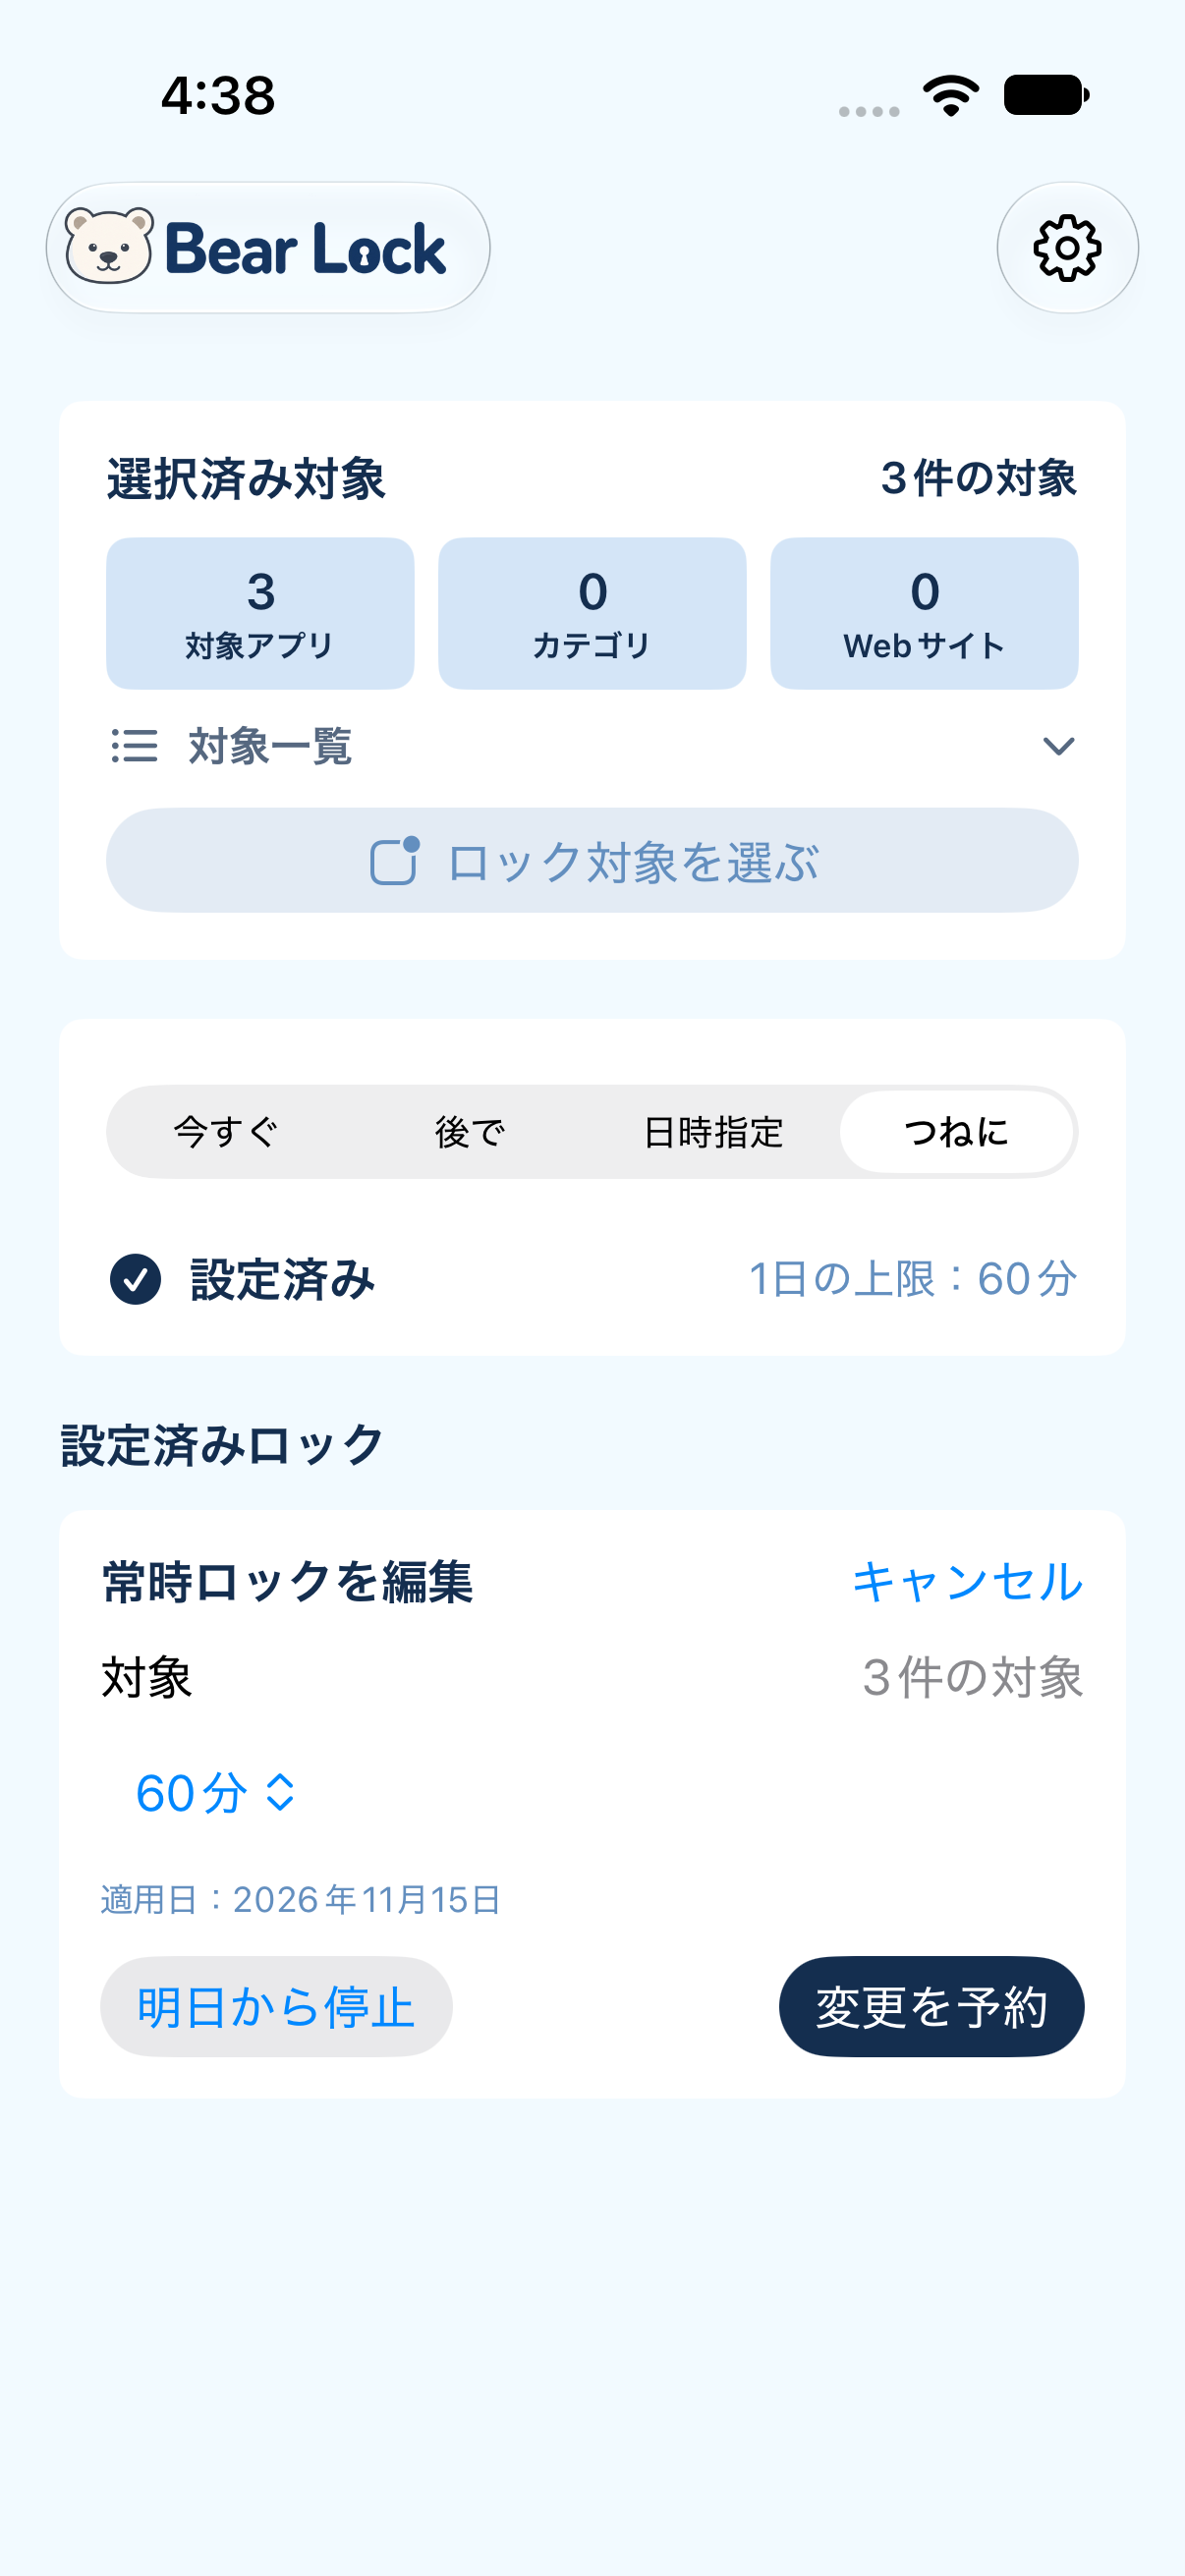 4:38
Bear Lock
選択済み対象 3件の対象
3 0 0
対象アプリ カテゴリ Webサイト
対象一覧
ロック対象を選ぶ
今すぐ 後で 日時指定 つねに
設定済み 1日の上限：60分
設定済みロック
常時ロックを編集 キャンセル
対象 3件の対象
60分
適用日：2026年11月15日
明日から停止 変更を予約